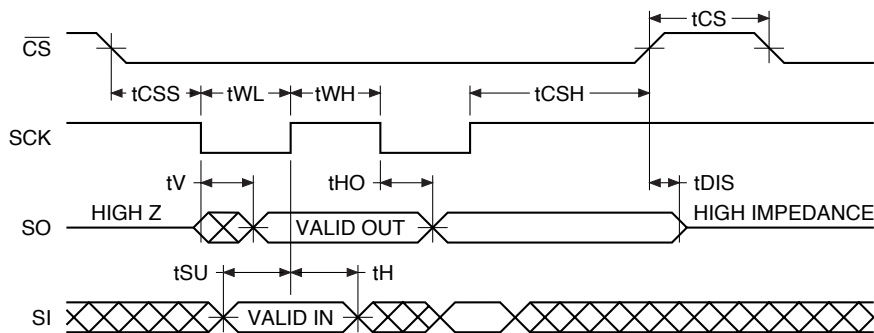 tCS
C̅S̅
tCSS tWL tWH tCSH
SCK
tV tHO tDIS
HIGH Z VALID OUT HIGH IMPEDANCE
SO
tSU tH
SI VALID IN